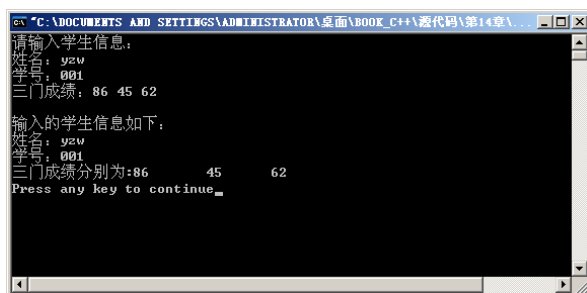 "C:\DOCUMENTS AND SETTINGS\ADMINISTRATOR\桌面\BOOK_C++\源代码\第14章\...
请输入学生信息：
姓名：yzw
学号：001
三门成绩：86 45 62
输入的学生信息如下：
姓名：yzw
学号：001
三门成绩分别为:86 45 62
Press any key to continue_